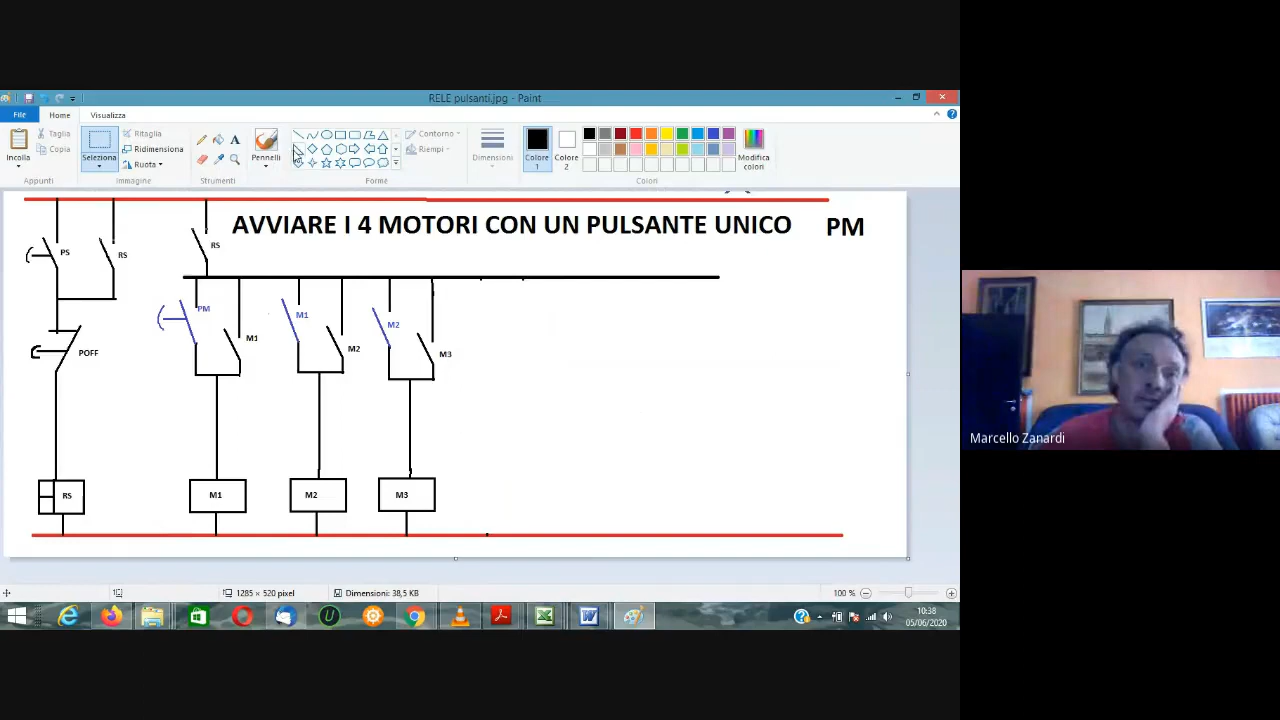 RELE pulsanti.jpg - Paint
File
Home
Visualizza
Incolla
Taglia
Copia
Appunti
Seleziona
Ritaglia
Ridimensiona
Ruota
Immagine
Strumenti
Pennelli
Contorno
Riempi
Forme
Dimensioni
Colore 1
Colore 2
Modifica colori
Colori
AVVIARE I 4 MOTORI CON UN PULSANTE UNICO PM
PS
RS
RS
PM
M1
M1
M2
M2
M3
POFF
RS
M1
M2
M3
Marcello Zanardi
1285 × 520 pixel
Dimensioni: 38,5 KB
100 %
10:38
05/06/2020